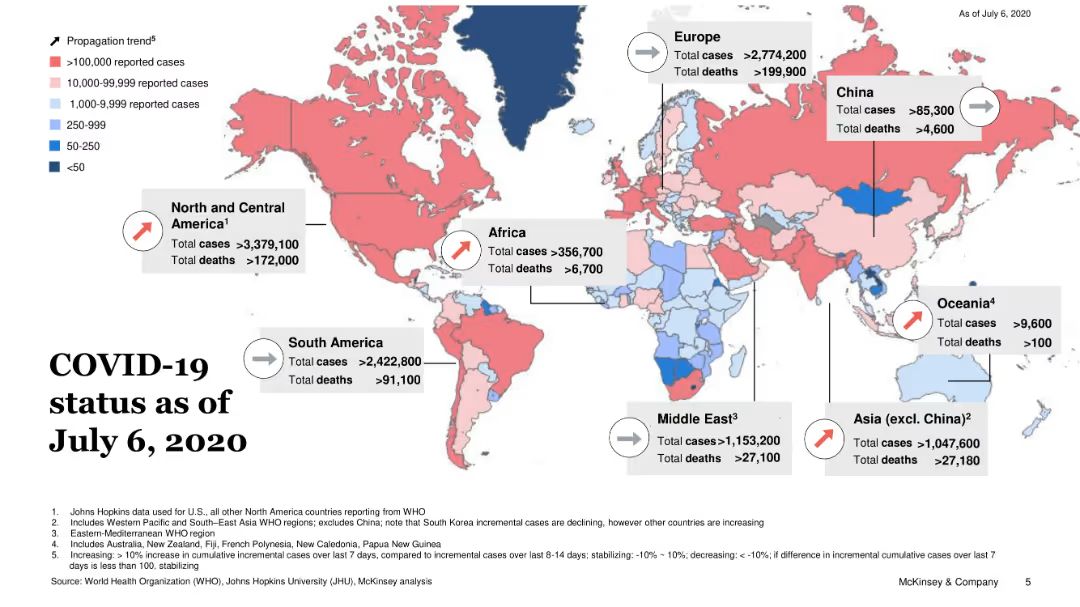 As of July 6, 2020
Propagation trend5
>100,000 reported cases
10,000-99,999 reported cases
1,000-9,999 reported cases
250-999
50-250
<50
Europe
Total cases >2,774,200
Total deaths >199,900
China
Total cases >85,300
Total deaths >4,600
North and Central
America1
Total cases >3,379,100
Total deaths >172,000
Africa
Total cases >356,700
Total deaths >6,700
Oceania4
Total cases >9,600
Total deaths >100
South America
Total cases >2,422,800
Total deaths >91,100
COVID-19
status as of
July 6, 2020
Middle East3
Total cases >1,153,200
Total deaths >27,100
Asia (excl. China)2
Total cases >1,047,600
Total deaths >27,180
1. Johns Hopkins data used for U.S., all other North America countries reporting from WHO
2. Includes Western Pacific and South–East Asia WHO regions; excludes China; note that South Korea incremental cases are declining, however other countries are increasing
3. Eastern-Mediterranean WHO region
4. Includes Australia, New Zealand, Fiji, French Polynesia, New Caledonia, Papua New Guinea
5. Increasing: > 10% increase in cumulative incremental cases over last 7 days, compared to incremental cases over last 8-14 days; stabilizing: -10% ~ 10%; decreasing: < -10%; if difference in incremental cumulative cases over last 7
days is less than 100, stabilizing
Source: World Health Organization (WHO), Johns Hopkins University (JHU), McKinsey analysis
McKinsey & Company 5